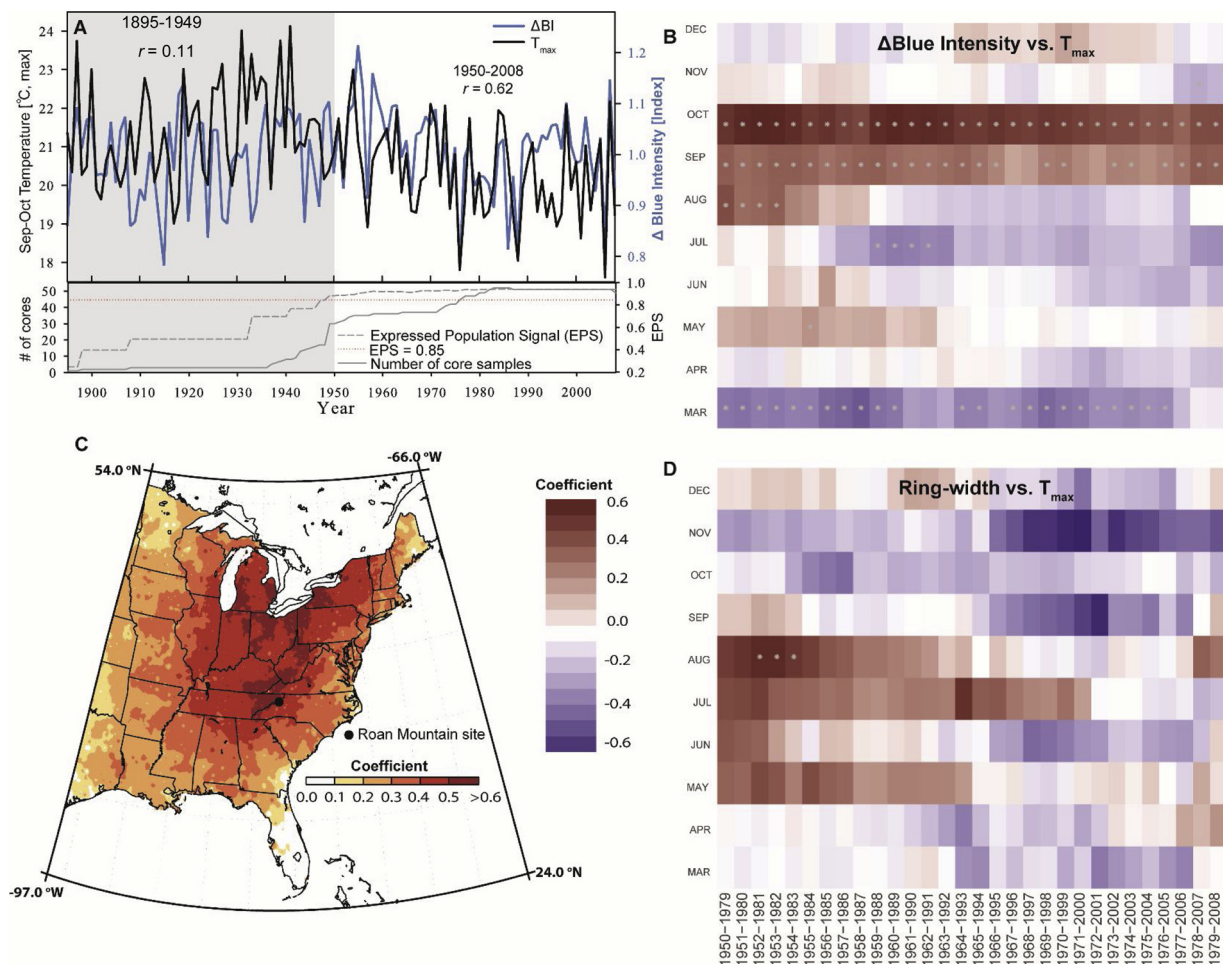 A
1895-1949
r = 0.11
ΔBI
Tmax
1950-2008
r = 0.62
Sep-Oct Temperature [°C, max]
24
23
22
21
20
19
18
1.2
1.1
1.0
0.9
0.8
Δ Blue Intensity [Index]
# of cores
50
40
30
20
10
0
Expressed Population Signal (EPS)
EPS = 0.85
Number of core samples
1.0
0.8
0.6
0.4
0.2
EPS
1900
1910
1920
1930
1940
1950
1960
1970
1980
1990
2000
Year
B
ΔBlue Intensity vs. Tmax
DEC
NOV
OCT
SEP
AUG
JUL
JUN
MAY
APR
MAR
C
54.0 °N
-66.0 °W
-97.0 °W
24.0 °N
Roan Mountain site
Coefficient
0.0 0.1 0.2 0.3 0.4 0.5 >0.6
Coefficient
0.6
0.4
0.2
0.0
-0.2
-0.4
-0.6
D
Ring-width vs. Tmax
DEC
NOV
OCT
SEP
AUG
JUL
JUN
MAY
APR
MAR
1950–1979
1951–1980
1952–1981
1953–1982
1954–1983
1955–1984
1956–1985
1957–1986
1958–1987
1959–1988
1960–1989
1961–1990
1962–1991
1963–1992
1964–1993
1965–1994
1966–1995
1967–1996
1968–1997
1969–1998
1970–1999
1971–2000
1972–2001
1973–2002
1974–2003
1975–2004
1976–2005
1977–2006
1978–2007
1979–2008